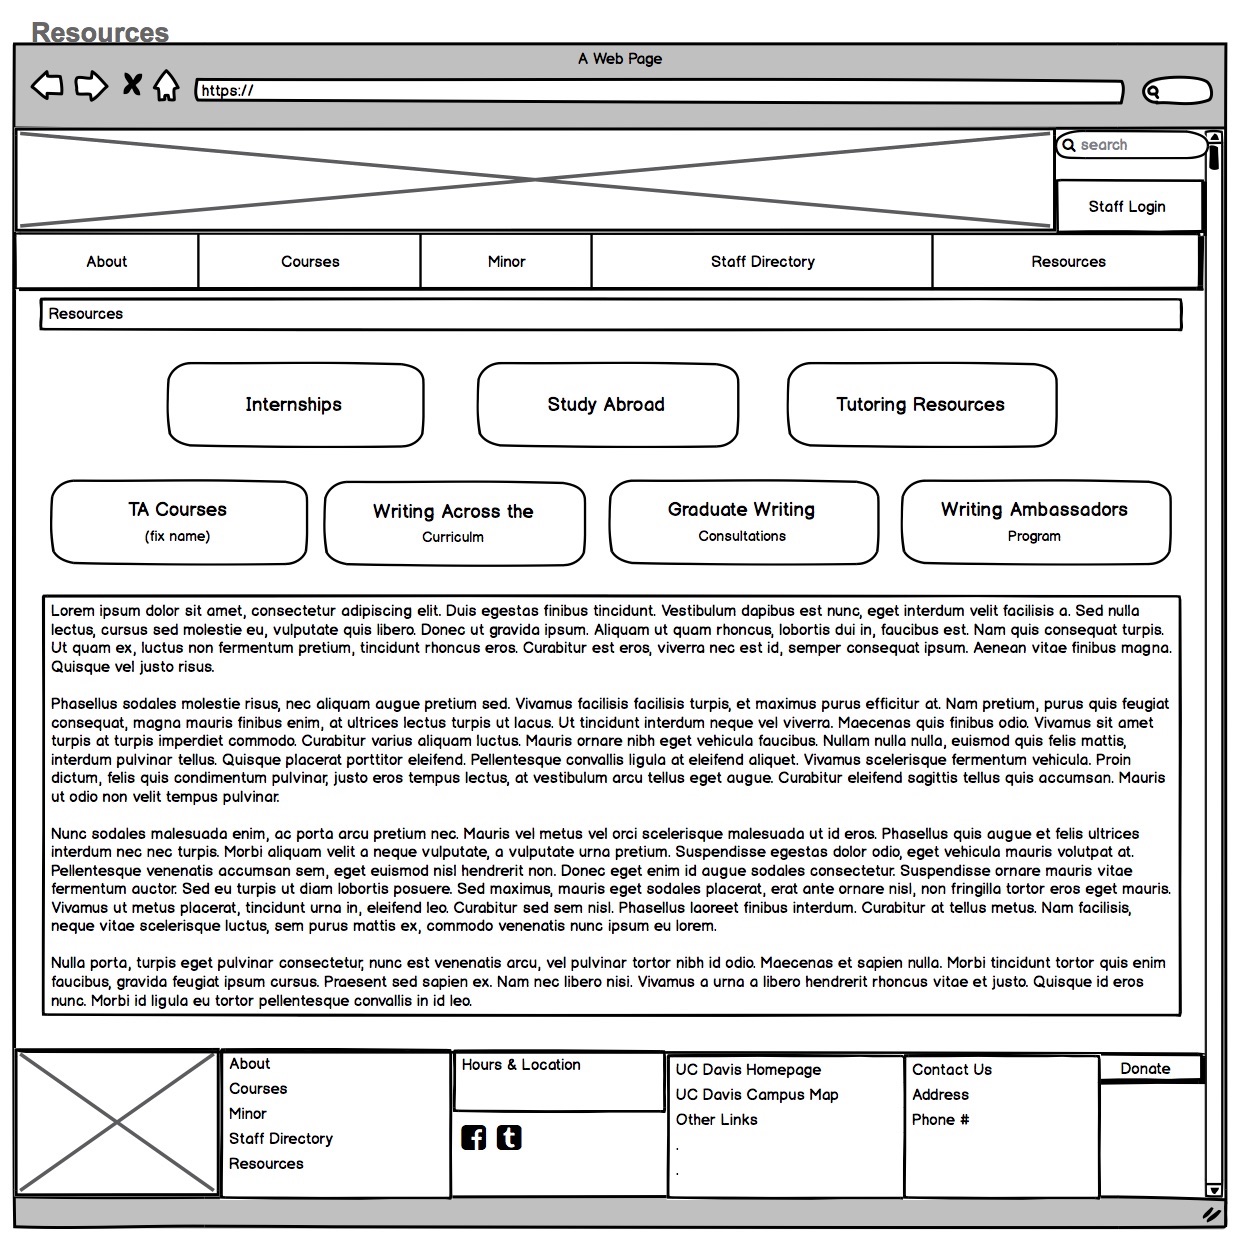 Resources
A Web Page
https://
search
Staff Login
About
Courses
Minor
Staff Directory
Resources
Resources
Internships
Study Abroad
Tutoring Resources
TA Courses
(fix name)
Writing Across the
Curriculm
Graduate Writing
Consultations
Writing Ambassadors
Program
Lorem ipsum dolor sit amet, consectetur adipiscing elit. Duis egestas finibus tincidunt. Vestibulum dapibus est nunc, eget interdum velit facilisis a. Sed nulla
lectus, cursus sed molestie eu, vulputate quis libero. Donec ut gravida ipsum. Aliquam ut quam rhoncus, lobortis dui in, faucibus est. Nam quis consequat turpis.
Ut quam ex, luctus non fermentum pretium, tincidunt rhoncus eros. Curabitur est eros, viverra nec est id, semper consequat ipsum. Aenean vitae finibus magna.
Quisque vel justo risus.
Phasellus sodales molestie risus, nec aliquam augue pretium sed. Vivamus facilisis facilisis turpis, et maximus purus efficitur at. Nam pretium, purus quis feugiat
consequat, magna mauris finibus enim, at ultrices lectus turpis ut lacus. Ut tincidunt interdum neque vel viverra. Maecenas quis finibus odio. Vivamus sit amet
turpis at turpis imperdiet commodo. Curabitur varius aliquam luctus. Mauris ornare nibh eget vehicula faucibus. Nullam nulla nulla, euismod quis felis mattis,
interdum pulvinar tellus. Quisque placerat porttitor eleifend. Pellentesque convallis ligula at eleifend aliquet. Vivamus scelerisque fermentum vehicula. Proin
dictum, felis quis condimentum pulvinar, justo eros tempus lectus, at vestibulum arcu tellus eget augue. Curabitur eleifend sagittis tellus quis accumsan. Mauris
ut odio non velit tempus pulvinar.
Nunc sodales malesuada enim, ac porta arcu pretium nec. Mauris vel metus vel orci scelerisque malesuada ut id eros. Phasellus quis augue et felis ultrices
interdum nec nec turpis. Morbi aliquam velit a neque vulputate, a vulputate urna pretium. Suspendisse egestas dolor odio, eget vehicula mauris volutpat at.
Pellentesque venenatis accumsan sem, eget euismod nisl hendrerit non. Donec eget enim id augue sodales consectetur. Suspendisse ornare mauris vitae
fermentum auctor. Sed eu turpis ut diam lobortis posuere. Sed maximus, mauris eget sodales placerat, erat ante ornare nisl, non fringilla tortor eros eget mauris.
Vivamus ut metus placerat, tincidunt urna in, eleifend leo. Curabitur sed sem nisl. Phasellus laoreet finibus interdum. Curabitur at tellus metus. Nam facilisis,
neque vitae scelerisque luctus, sem purus mattis ex, commodo venenatis nunc ipsum eu lorem.
Nulla porta, turpis eget pulvinar consectetur, nunc est venenatis arcu, vel pulvinar tortor nibh id odio. Maecenas et sapien nulla. Morbi tincidunt tortor quis enim
faucibus, gravida feugiat ipsum cursus. Praesent sed sapien ex. Nam nec libero nisi. Vivamus a urna a libero hendrerit rhoncus vitae et justo. Quisque id eros
nunc. Morbi id ligula eu tortor pellentesque convallis in id leo.
About
Courses
Minor
Staff Directory
Resources
Hours & Location
f t
UC Davis Homepage
UC Davis Campus Map
Other Links
.
.
Contact Us
Address
Phone #
Donate